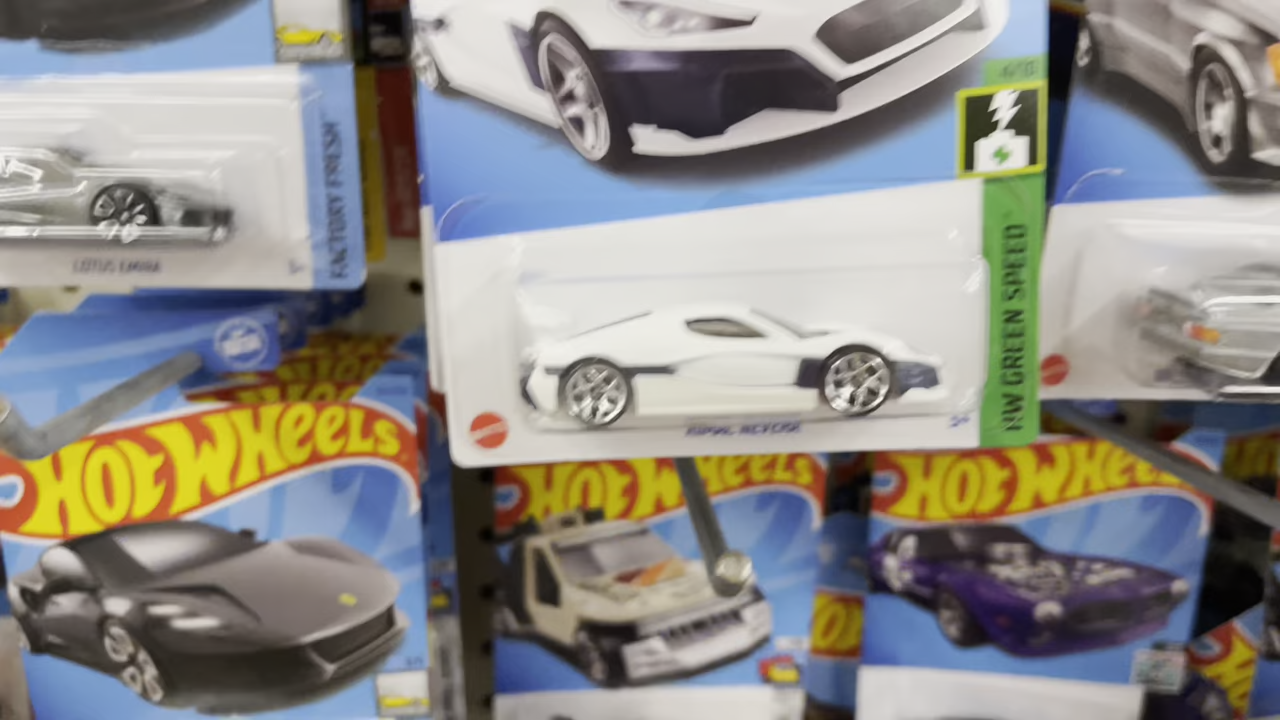 FACTORY FRESH
LOTUS EMIRA
HW GREEN SPEED
RIMAC NEVERA
HOT WHEELS
HOT WHEELS
HOT WHEELS